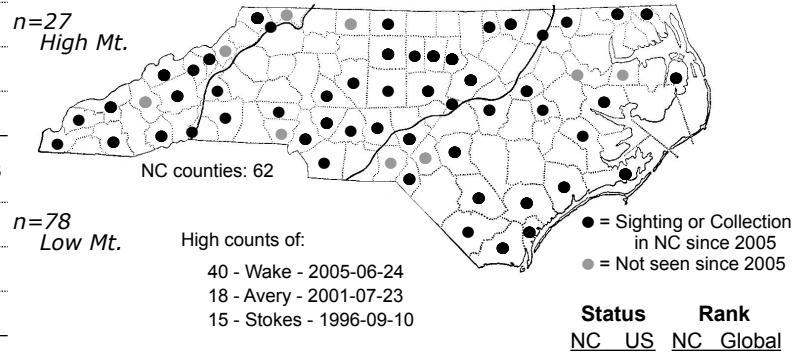 n=27
High Mt.
NC counties: 62
n=78
Low Mt.
High counts of:
40 - Wake - 2005-06-24
18 - Avery - 2001-07-23
15 - Stokes - 1996-09-10
= Sighting or Collection
in NC since 2005
= Not seen since 2005
Status Rank
NC US NC Global